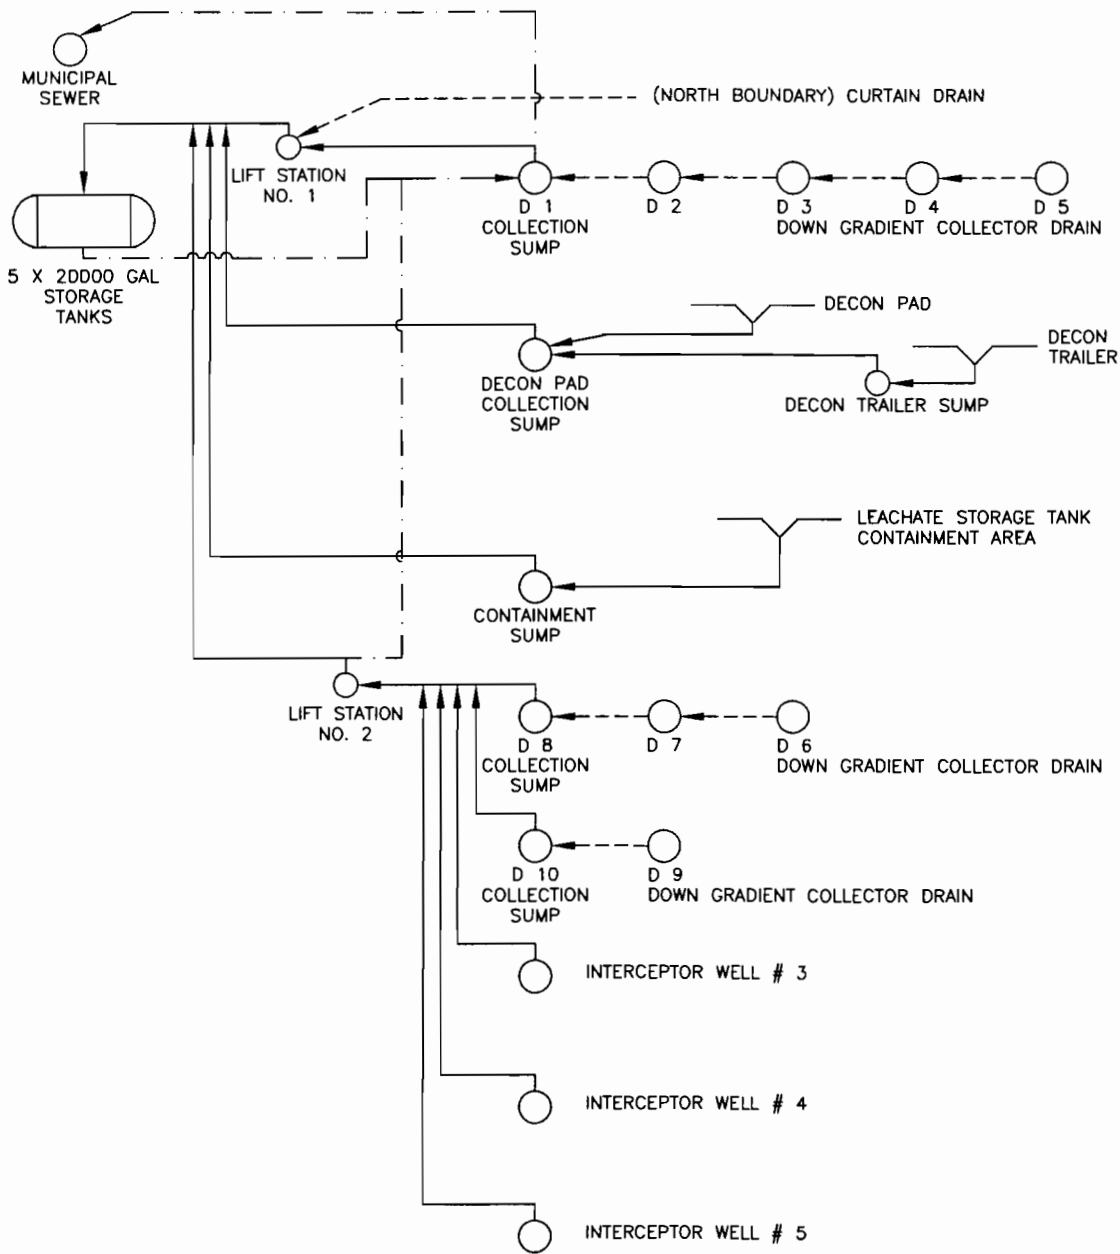 MUNICIPAL
SEWER
(NORTH BOUNDARY) CURTAIN DRAIN
LIFT STATION
NO. 1
D 1
COLLECTION
SUMP
D 2
D 3
D 4
D 5
DOWN GRADIENT COLLECTOR DRAIN
5 X 20000 GAL
STORAGE
TANKS
DECON PAD
DECON
TRAILER
DECON PAD
COLLECTION
SUMP
DECON TRAILER SUMP
LEACHATE STORAGE TANK
CONTAINMENT AREA
CONTAINMENT
SUMP
LIFT STATION
NO. 2
D 8
COLLECTION
SUMP
D 7
D 6
DOWN GRADIENT COLLECTOR DRAIN
D 10
COLLECTION
SUMP
D 9
DOWN GRADIENT COLLECTOR DRAIN
INTERCEPTOR WELL # 3
INTERCEPTOR WELL # 4
INTERCEPTOR WELL # 5